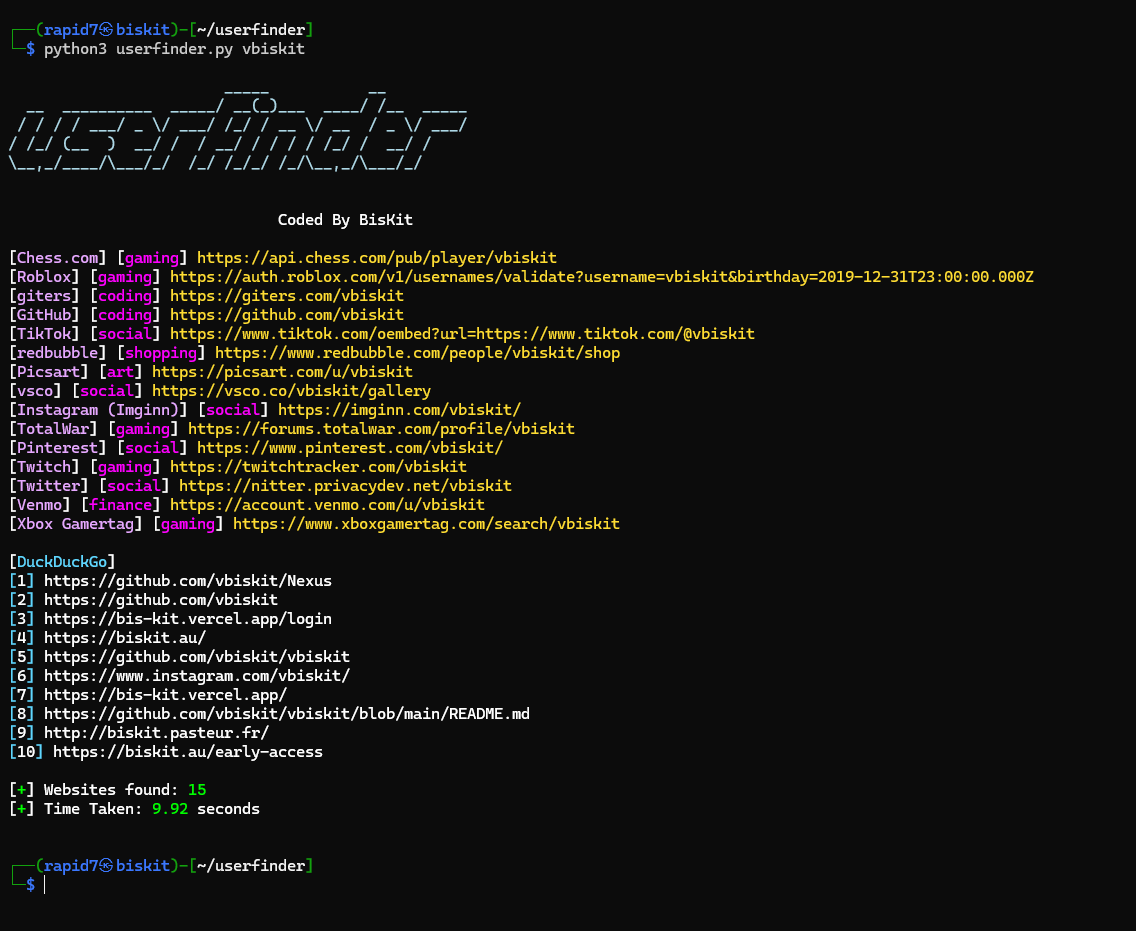 ┌──(rapid7㉿biskit)-[~/userfinder]
└─$ python3 userfinder.py vbiskit
userfinder
Coded By BisKit
[Chess.com] [gaming] https://api.chess.com/pub/player/vbiskit
[Roblox] [gaming] https://auth.roblox.com/v1/usernames/validate?username=vbiskit&birthday=2019-12-31T23:00:00.000Z
[giters] [coding] https://giters.com/vbiskit
[GitHub] [coding] https://github.com/vbiskit
[TikTok] [social] https://www.tiktok.com/oembed?url=https://www.tiktok.com/@vbiskit
[redbubble] [shopping] https://www.redbubble.com/people/vbiskit/shop
[Picsart] [art] https://picsart.com/u/vbiskit
[vsco] [social] https://vsco.co/vbiskit/gallery
[Instagram (Imginn)] [social] https://imginn.com/vbiskit/
[TotalWar] [gaming] https://forums.totalwar.com/profile/vbiskit
[Pinterest] [social] https://www.pinterest.com/vbiskit/
[Twitch] [gaming] https://twitchtracker.com/vbiskit
[Twitter] [social] https://nitter.privacydev.net/vbiskit
[Venmo] [finance] https://account.venmo.com/u/vbiskit
[Xbox Gamertag] [gaming] https://www.xboxgamertag.com/search/vbiskit
[DuckDuckGo]
[1] https://github.com/vbiskit/Nexus
[2] https://github.com/vbiskit
[3] https://bis-kit.vercel.app/login
[4] https://biskit.au/
[5] https://github.com/vbiskit/vbiskit
[6] https://www.instagram.com/vbiskit/
[7] https://bis-kit.vercel.app/
[8] https://github.com/vbiskit/vbiskit/blob/main/README.md
[9] http://biskit.pasteur.fr/
[10] https://biskit.au/early-access
[+] Websites found: 15
[+] Time Taken: 9.92 seconds
┌──(rapid7㉿biskit)-[~/userfinder]
└─$